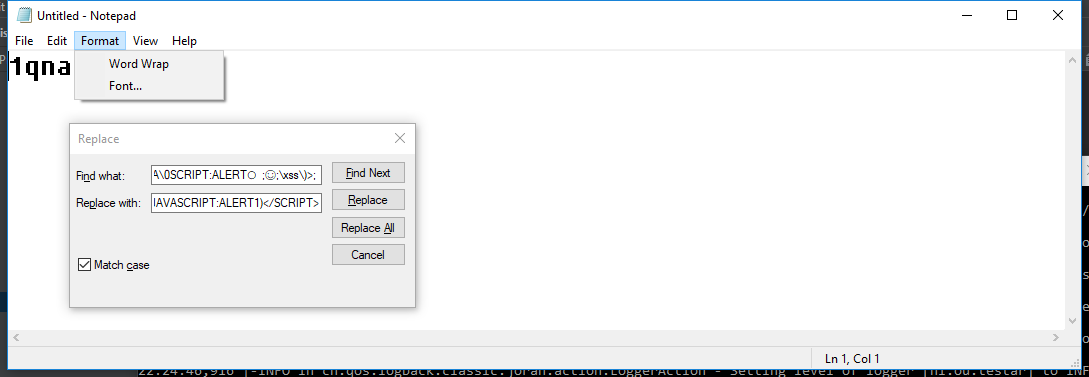 Untitled - Notepad
File Edit Format View Help
1qna
Word Wrap
Font...
Replace
Find what: A\0SCRIPT:ALERT○ ;☺;\xss\)>;
Find Next
Replace with: IAVASCRIPT:ALERT1)</SCRIPT>
Replace
Replace All
Match case
Cancel
Ln 1, Col 1
22:24:46,916 |-INFO in ch.qos.logback.classic.joran.action.LoggerAction - Setting level of logger [nl.ou.testar] to INF